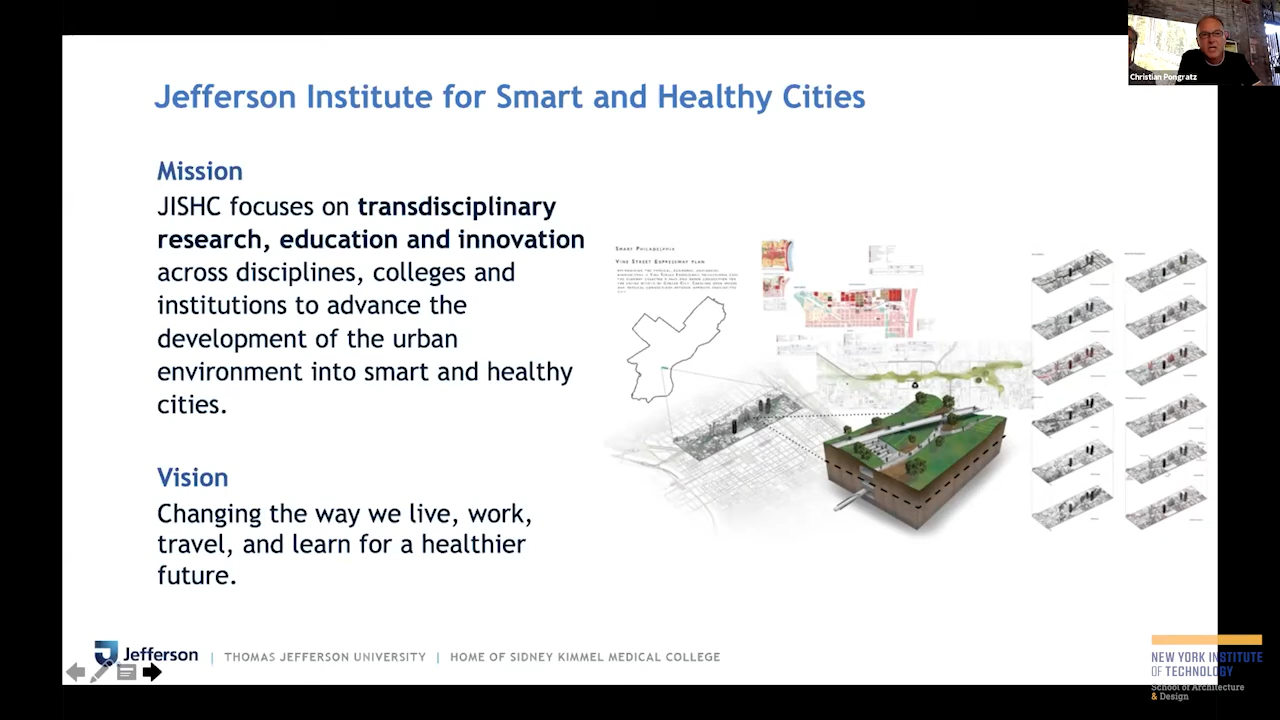 Christian Pongratz
Jefferson Institute for Smart and Healthy Cities
Mission
JISHC focuses on transdisciplinary
research, education and innovation
across disciplines, colleges and
institutions to advance the
development of the urban
environment into smart and healthy
cities.
Vision
Changing the way we live, work,
travel, and learn for a healthier
future.
Smart Philadelphia
Vine Street Expressway plan
Jefferson | THOMAS JEFFERSON UNIVERSITY | HOME OF SIDNEY KIMMEL MEDICAL COLLEGE
NEW YORK INSTITUTE
OF TECHNOLOGY
School of Architecture
& Design